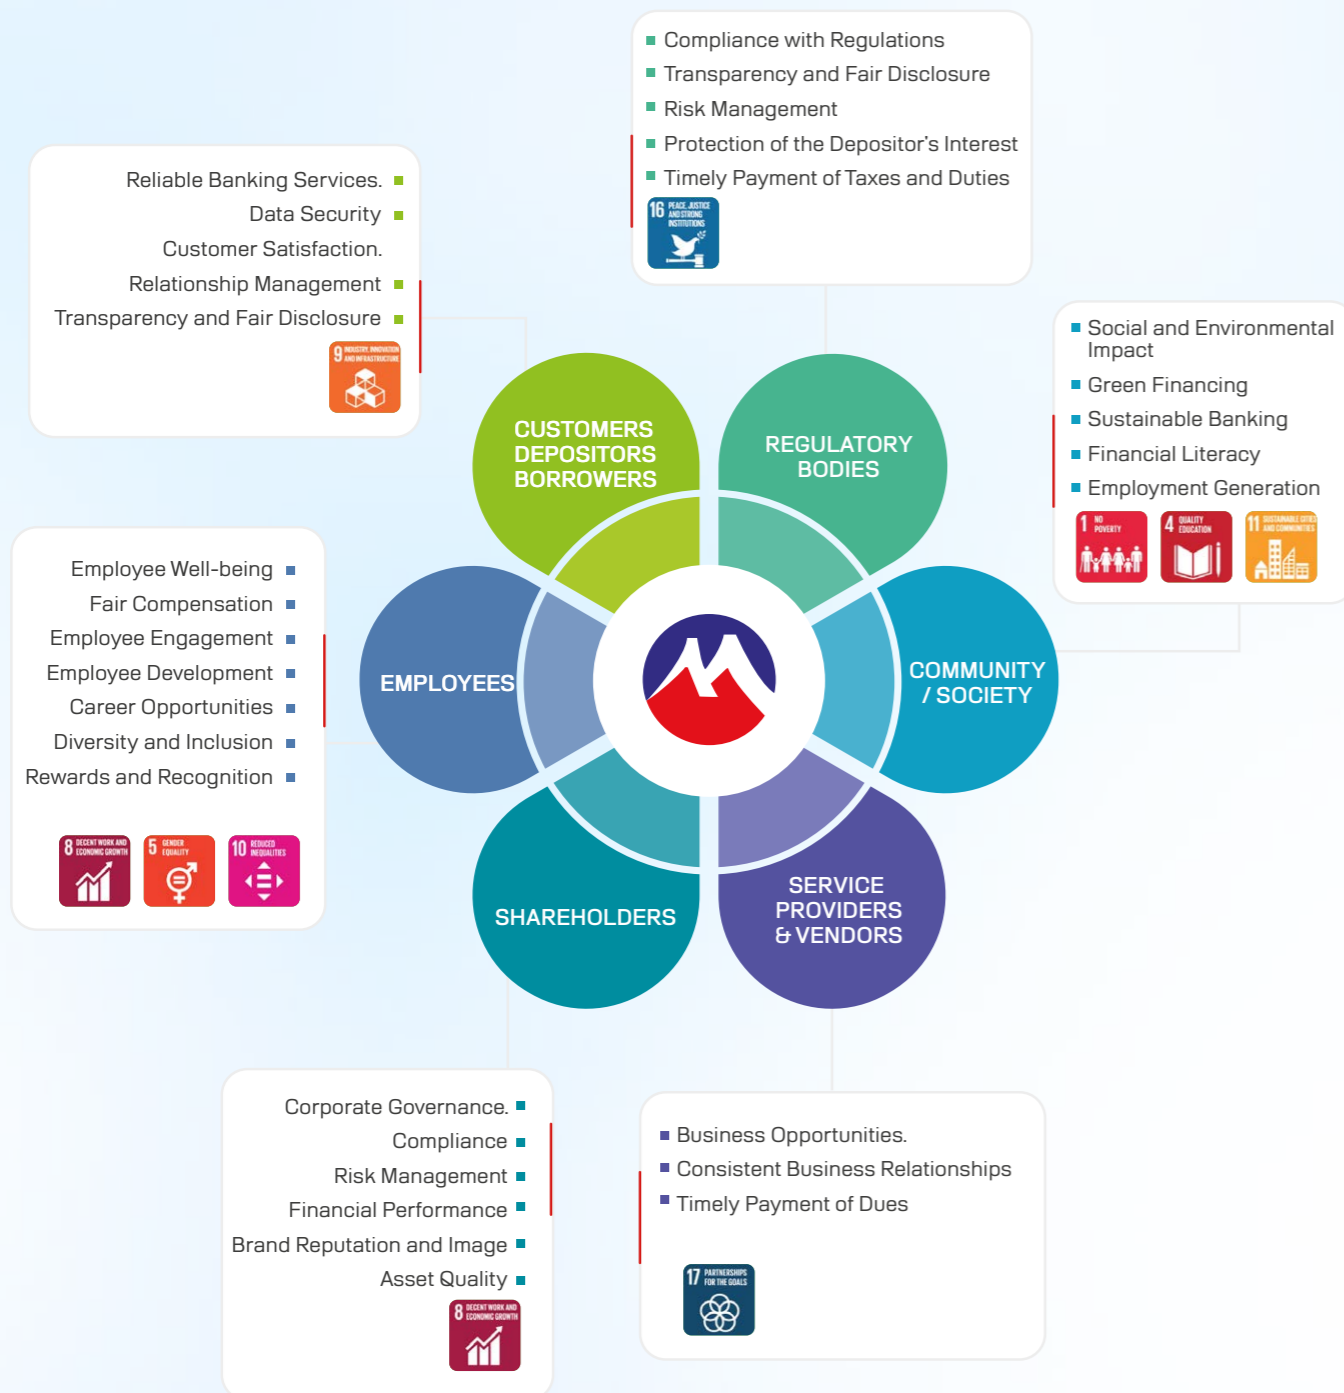 Compliance with Regulations
Transparency and Fair Disclosure
Risk Management
Protection of the Depositor's Interest
Timely Payment of Taxes and Duties
16 PEACE, JUSTICE
AND STRONG
INSTITUTIONS
Reliable Banking Services.
Data Security
Customer Satisfaction.
Relationship Management
Transparency and Fair Disclosure
9 INDUSTRY, INNOVATION
AND INFRASTRUCTURE
Social and Environmental
Impact
Green Financing
Sustainable Banking
Financial Literacy
Employment Generation
1 NO
POVERTY
4 QUALITY
EDUCATION
11 SUSTAINABLE CITIES
AND COMMUNITIES
CUSTOMERS
DEPOSITORS
BORROWERS
REGULATORY
BODIES
Employee Well-being
Fair Compensation
Employee Engagement
Employee Development
Career Opportunities
Diversity and Inclusion
Rewards and Recognition
8 DECENT WORK AND
ECONOMIC GROWTH
5 GENDER
EQUALITY
10 REDUCED
INEQUALITIES
EMPLOYEES
COMMUNITY
/ SOCIETY
SHAREHOLDERS
SERVICE
PROVIDERS
& VENDORS
Corporate Governance.
Compliance
Risk Management
Financial Performance
Brand Reputation and Image
Asset Quality
8 DECENT WORK AND
ECONOMIC GROWTH
Business Opportunities.
Consistent Business Relationships
Timely Payment of Dues
17 PARTNERSHIPS
FOR THE GOALS